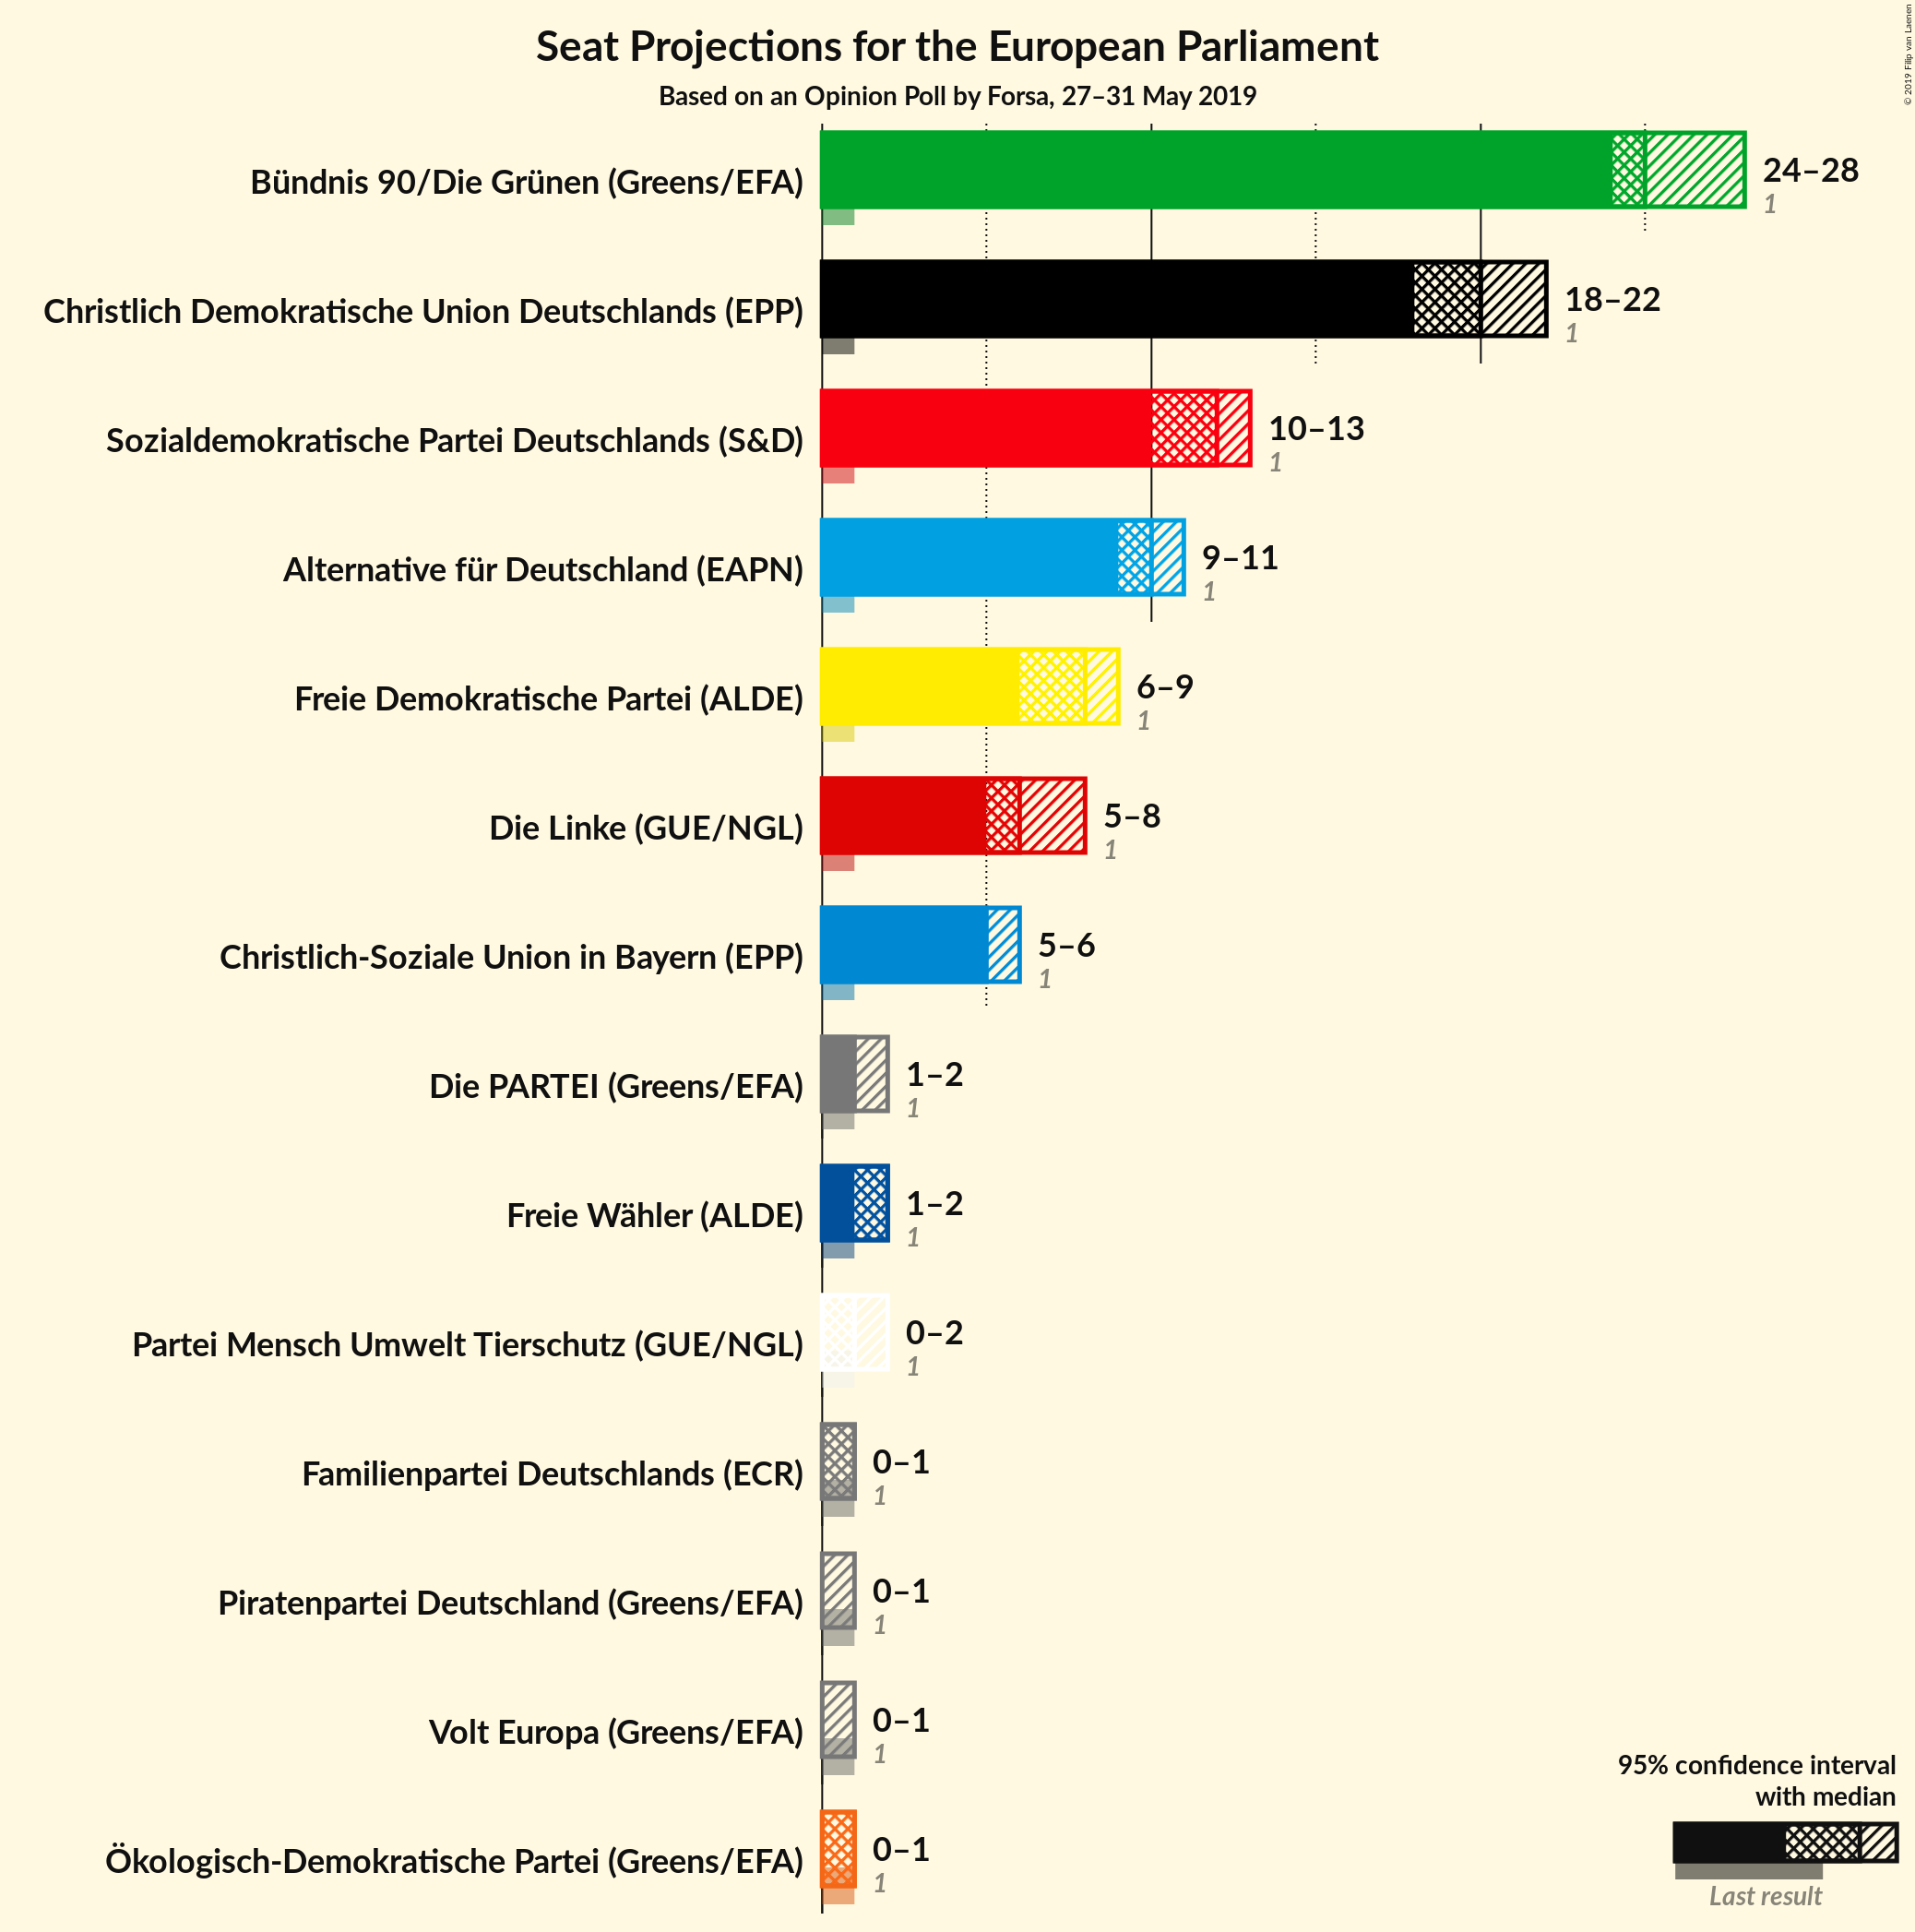 Seat Projections for the European Parliament
Based on an Opinion Poll by Forsa, 27–31 May 2019
© 2019 Filip van Laenen
Bündnis 90/Die Grünen (Greens/EFA)
24–28
1
Christlich Demokratische Union Deutschlands (EPP)
18–22
1
Sozialdemokratische Partei Deutschlands (S&D)
10–13
1
Alternative für Deutschland (EAPN)
9–11
1
Freie Demokratische Partei (ALDE)
6–9
1
Die Linke (GUE/NGL)
5–8
1
Christlich-Soziale Union in Bayern (EPP)
5–6
1
Die PARTEI (Greens/EFA)
1–2
1
Freie Wähler (ALDE)
1–2
1
Partei Mensch Umwelt Tierschutz (GUE/NGL)
0–2
1
Familienpartei Deutschlands (ECR)
0–1
1
Piratenpartei Deutschland (Greens/EFA)
0–1
1
Volt Europa (Greens/EFA)
0–1
1
Ökologisch-Demokratische Partei (Greens/EFA)
0–1
1
95% confidence interval
with median
Last result